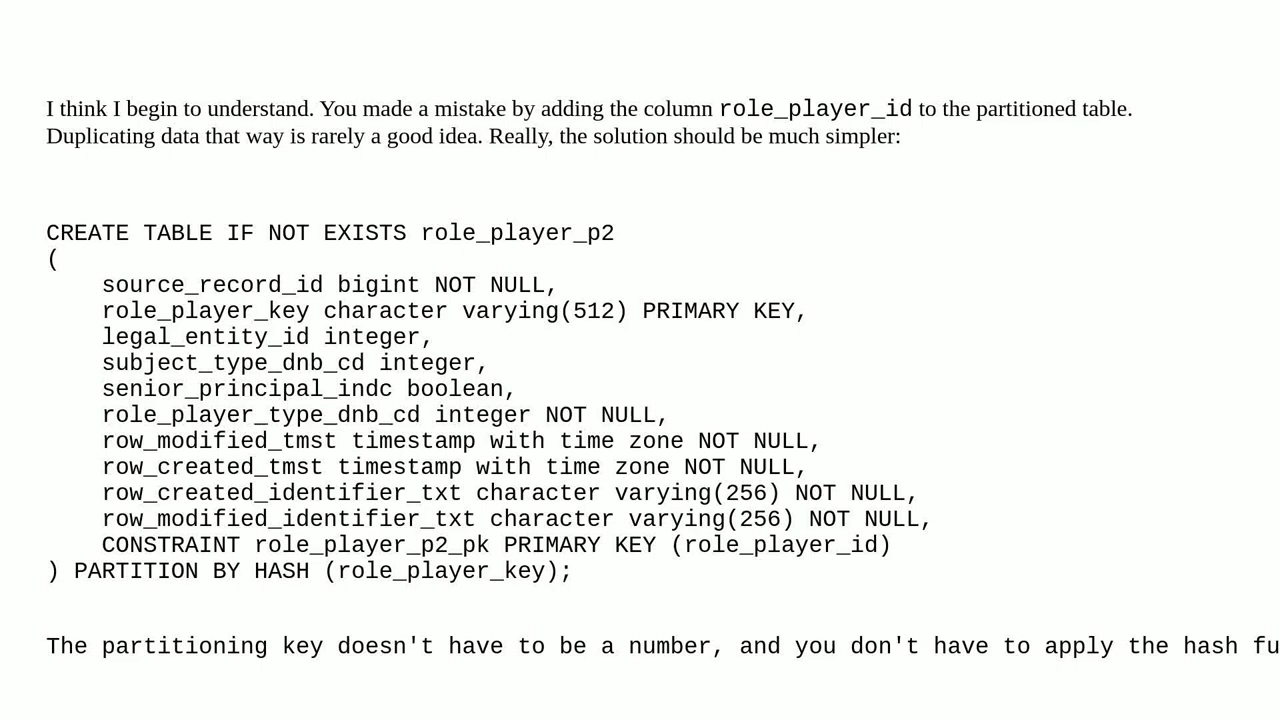 I think I begin to understand. You made a mistake by adding the column role_player_id to the partitioned table.
Duplicating data that way is rarely a good idea. Really, the solution should be much simpler:
CREATE TABLE IF NOT EXISTS role_player_p2
(
    source_record_id bigint NOT NULL,
    role_player_key character varying(512) PRIMARY KEY,
    legal_entity_id integer,
    subject_type_dnb_cd integer,
    senior_principal_indc boolean,
    role_player_type_dnb_cd integer NOT NULL,
    row_modified_tmst timestamp with time zone NOT NULL,
    row_created_tmst timestamp with time zone NOT NULL,
    row_created_identifier_txt character varying(256) NOT NULL,
    row_modified_identifier_txt character varying(256) NOT NULL,
    CONSTRAINT role_player_p2_pk PRIMARY KEY (role_player_id)
) PARTITION BY HASH (role_player_key);
The partitioning key doesn't have to be a number, and you don't have to apply the hash